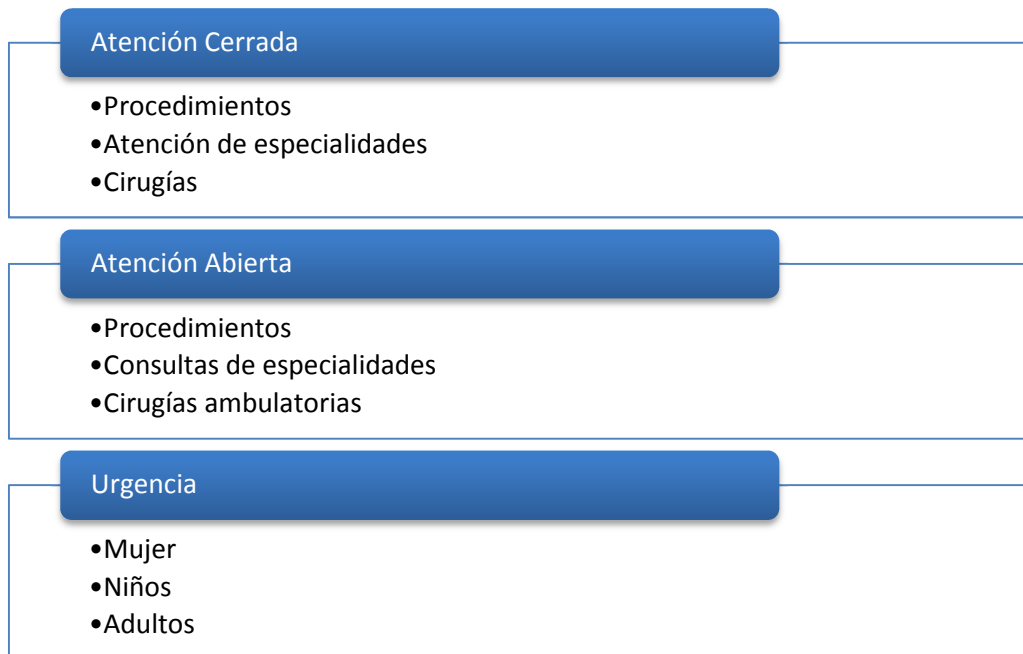 Atención Cerrada
•Procedimientos
•Atención de especialidades
•Cirugías
Atención Abierta
•Procedimientos
•Consultas de especialidades
•Cirugías ambulatorias
Urgencia
•Mujer
•Niños
•Adultos